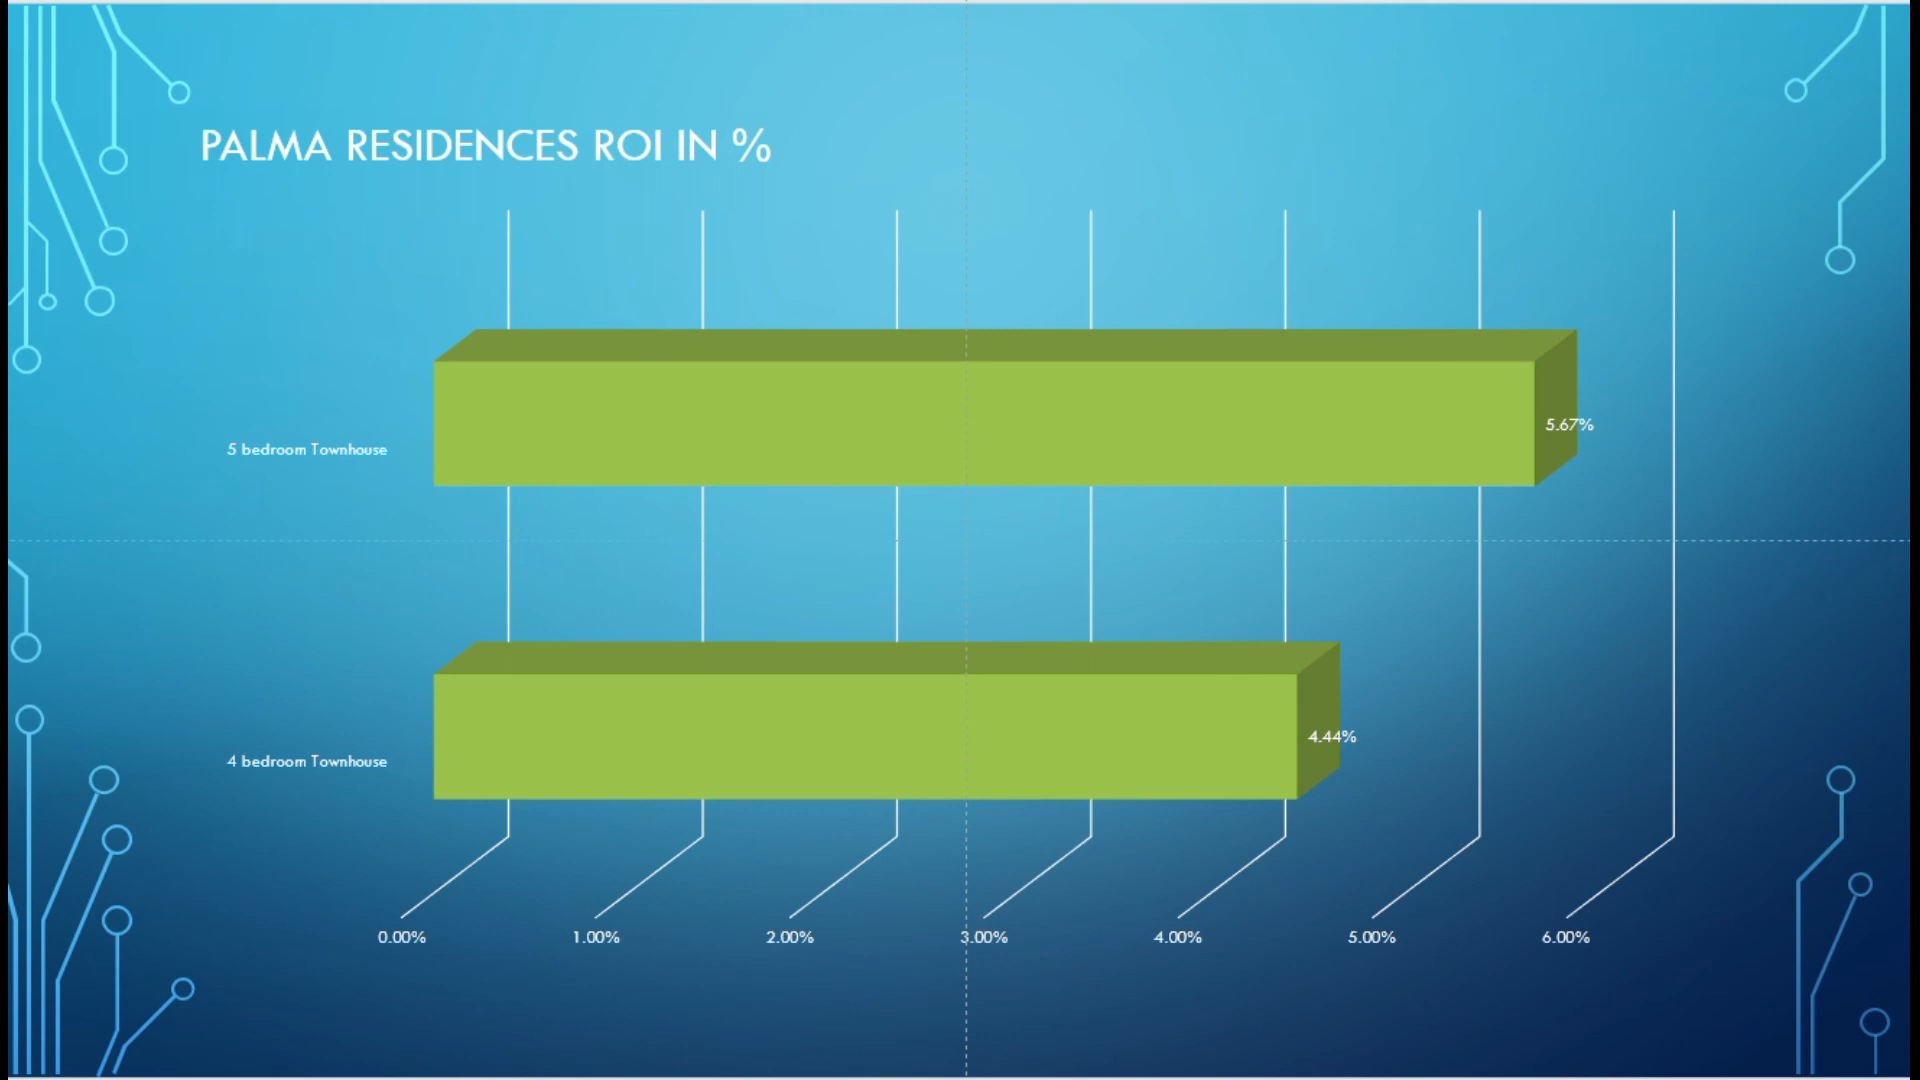 PALMA RESIDENCES ROI IN %
5.67%
5 bedroom Townhouse
4.44%
4 bedroom Townhouse
0.00% 1.00% 2.00% 3.00% 4.00% 5.00% 6.00%